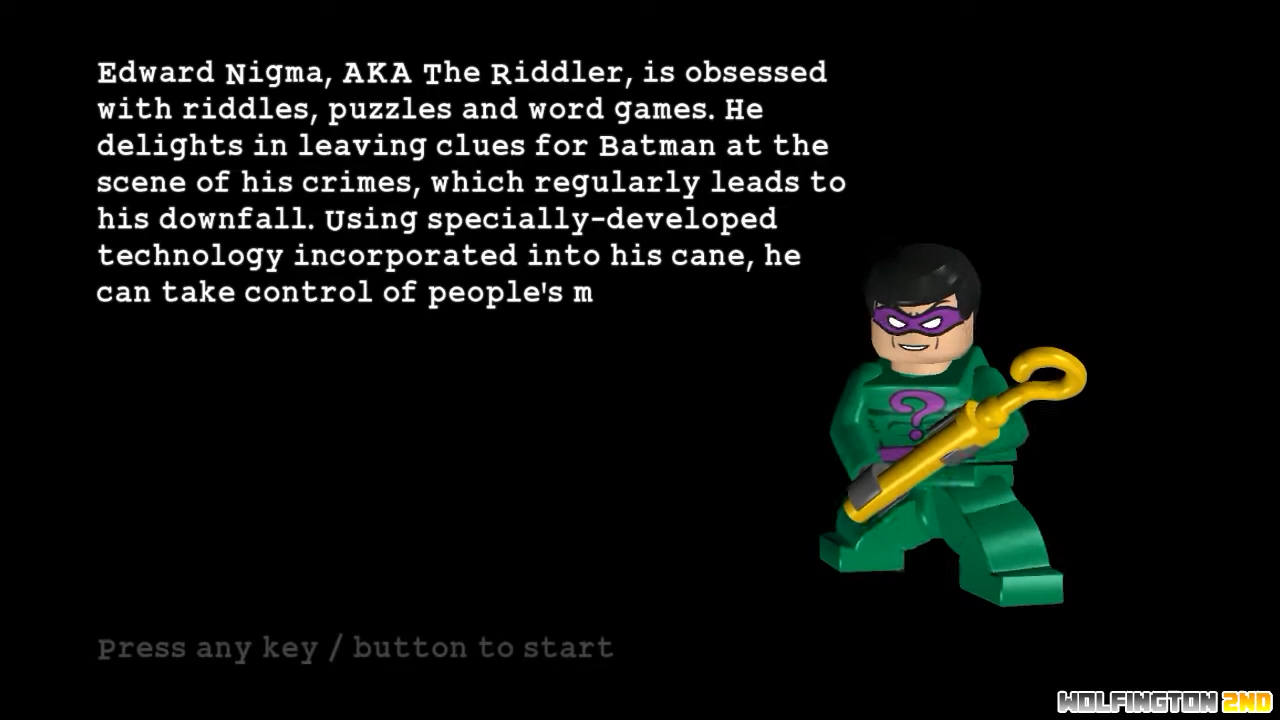 Edward Nigma, AKA The Riddler, is obsessed
with riddles, puzzles and word games. He
delights in leaving clues for Batman at the
scene of his crimes, which regularly leads to
his downfall. Using specially-developed
technology incorporated into his cane, he
can take control of people's m
?
Press any key / button to start
WOLFINGTON 2ND